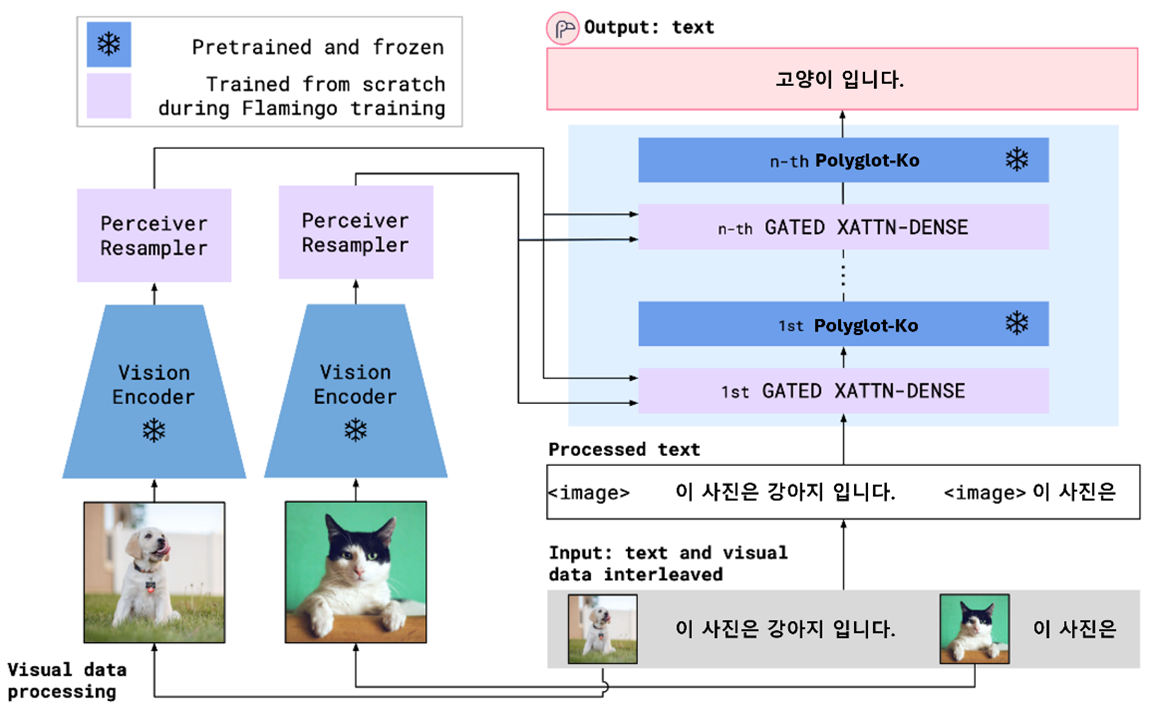 Pretrained and frozen
Trained from scratch
during Flamingo training
Output: text
고양이 입니다.
n-th Polyglot-Ko
n-th GATED XATTN-DENSE
1st Polyglot-Ko
1st GATED XATTN-DENSE
Perceiver
Resampler
Perceiver
Resampler
Vision
Encoder
Vision
Encoder
Processed text
<image> 이 사진은 강아지 입니다. <image> 이 사진은
Input: text and visual
data interleaved
이 사진은 강아지 입니다. 이 사진은
Visual data
processing